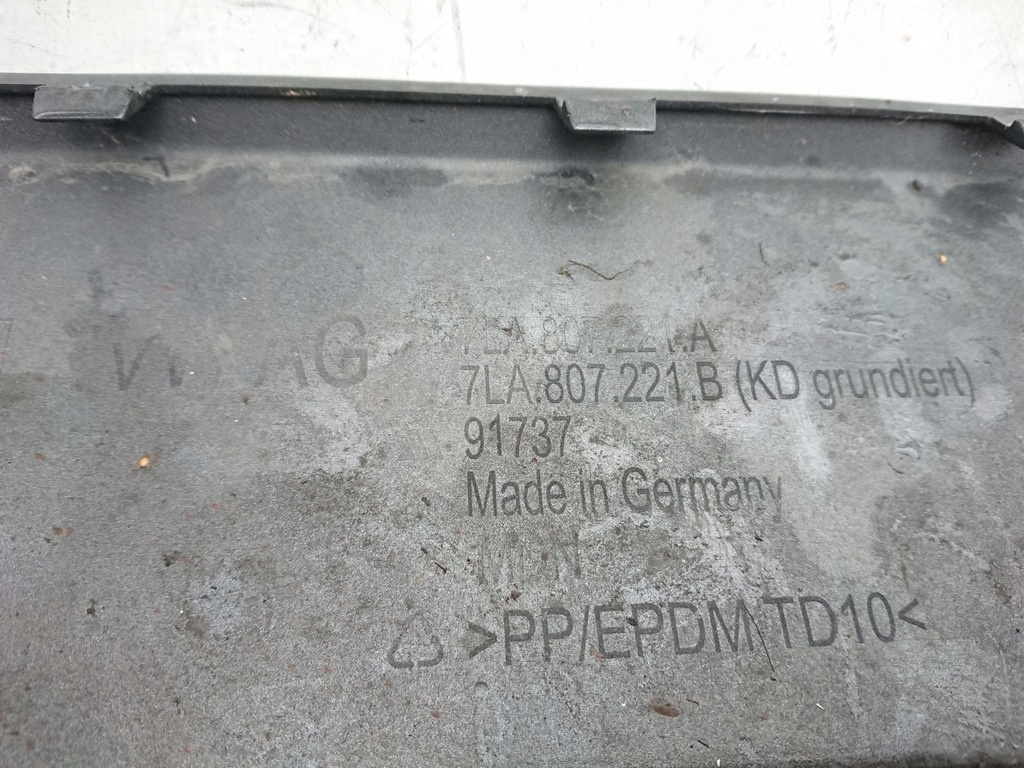 VW AG
7LA.807.221.A
7LA.807.221.B (KD grundiert)
91737
Made in Germany
>PP/EPDM TD10<